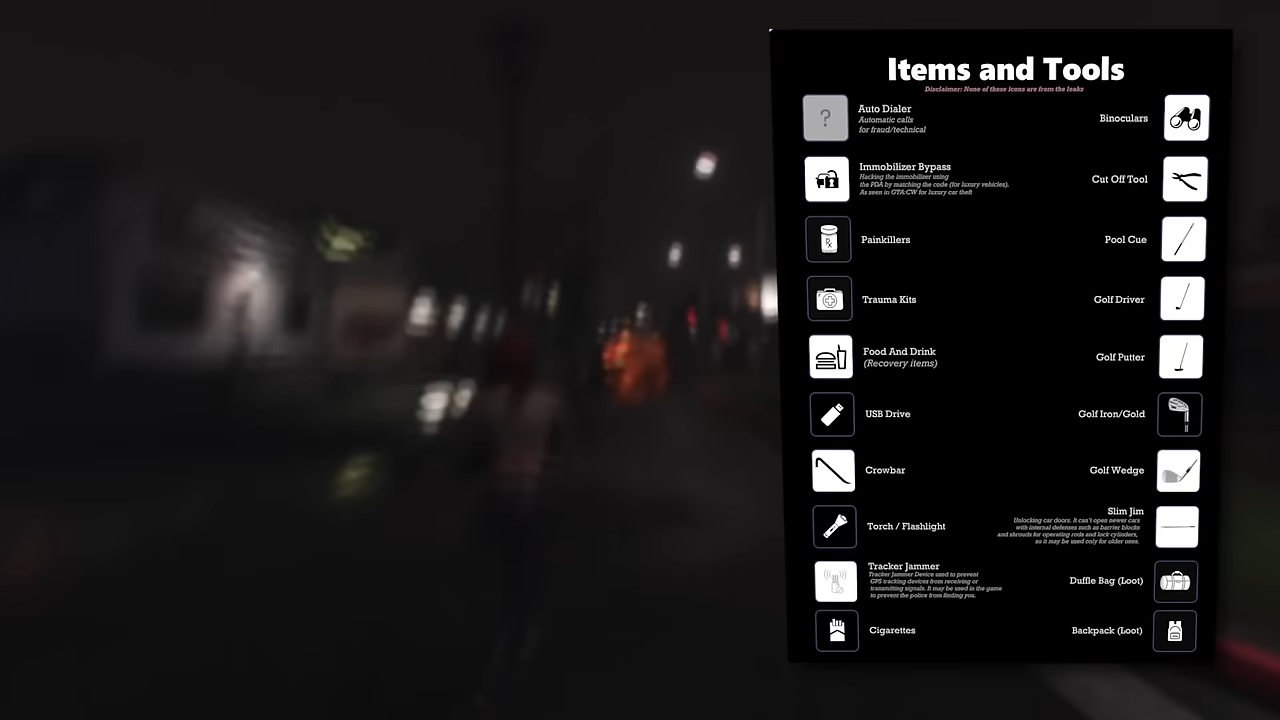 Items and Tools
Disclaimer: None of these icons are from the leaks
?
Auto Dialer
Automatic calls
for fraud/technical
Immobilizer Bypass
Hacking the immobilizer using
the PDA by matching the code (for luxury vehicles).
As seen in GTA:CW for luxury car theft
Rx
Painkillers
Trauma Kits
Food And Drink
(Recovery items)
USB Drive
Crowbar
Torch / Flashlight
Tracker Jammer
Tracker Jammer Device used to prevent
GPS tracking devices from receiving or
transmitting signals. It may be used in the game
to prevent the police from finding you.
Cigarettes
Binoculars
Cut Off Tool
Pool Cue
Golf Driver
Golf Putter
Golf Iron/Gold
Golf Wedge
Slim Jim
Unlocking car doors. It can't open newer cars
with internal defenses such as barrier blocks
and shrouds for operating rods and lock cylinders,
so it may be used only for older ones.
Duffle Bag (Loot)
Backpack (Loot)